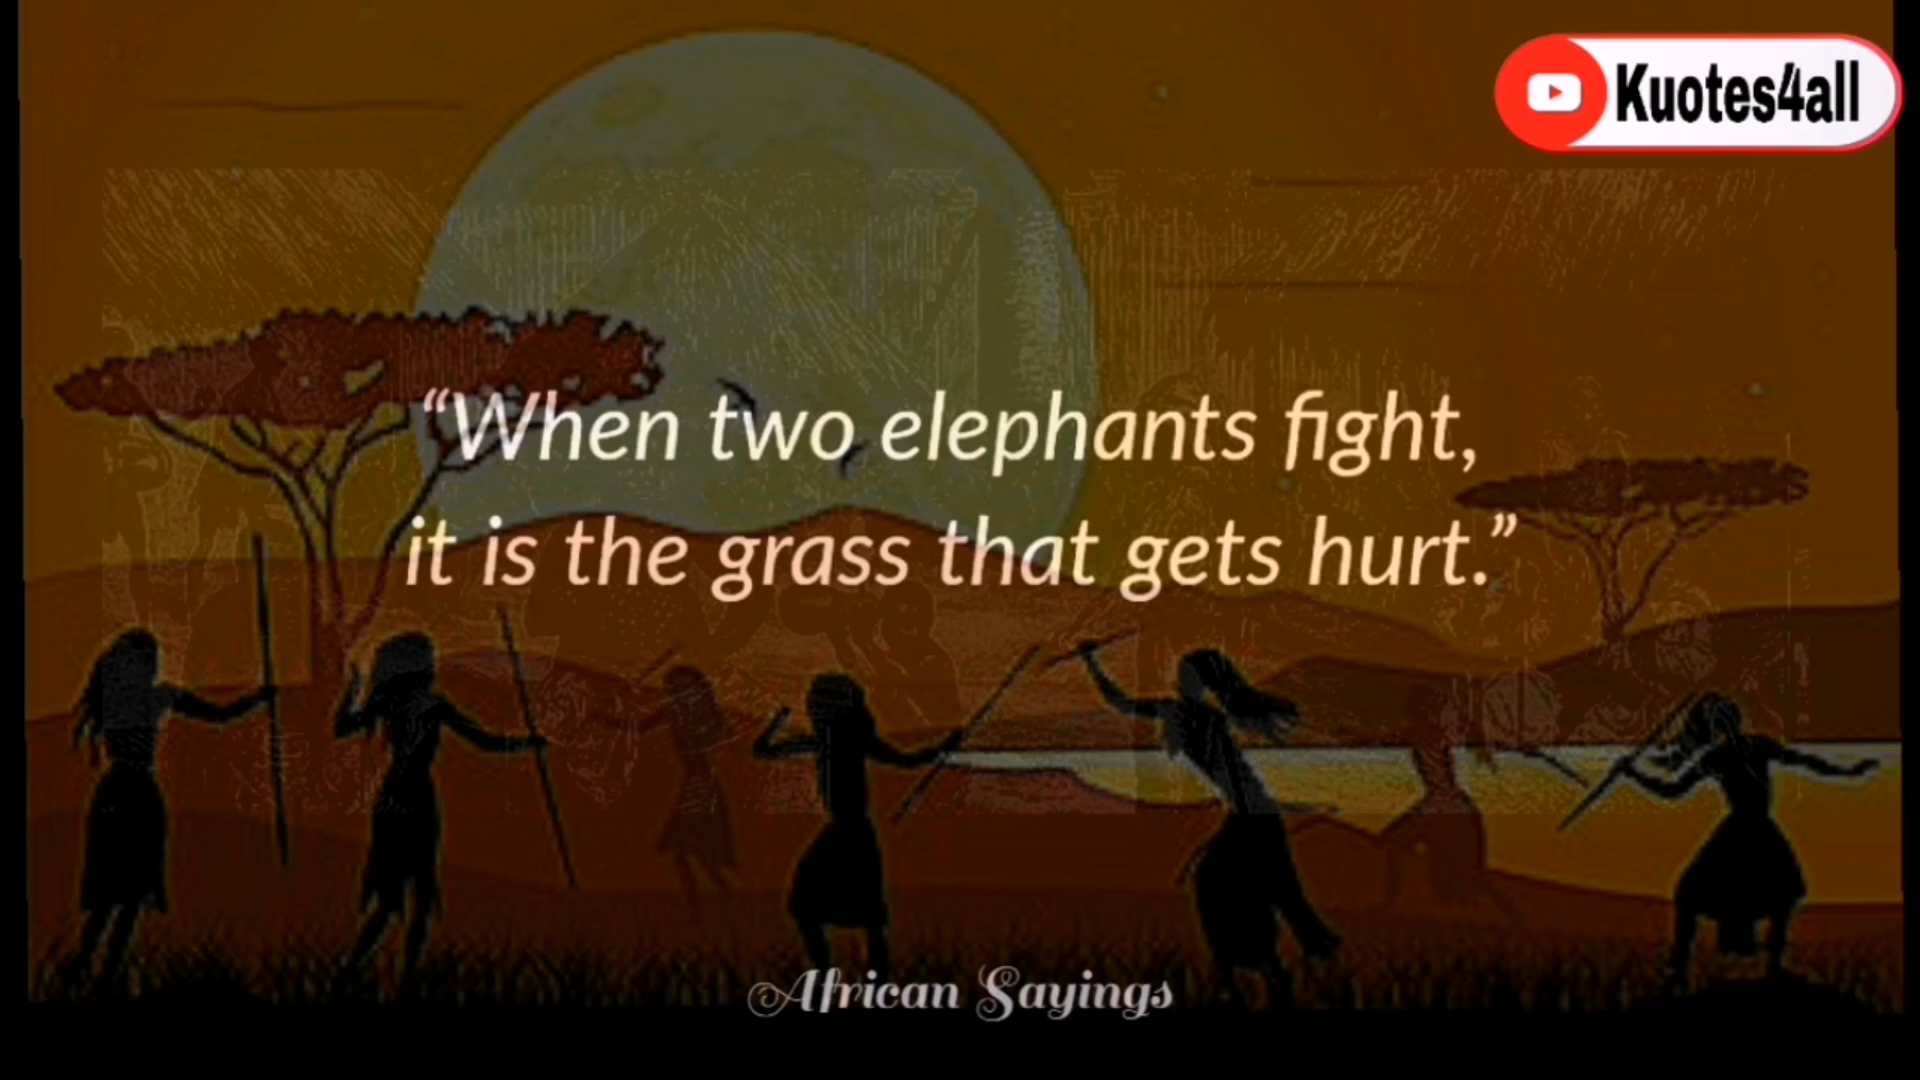 Kuotes4all
“When two elephants fight,
it is the grass that gets hurt.”
African Sayings